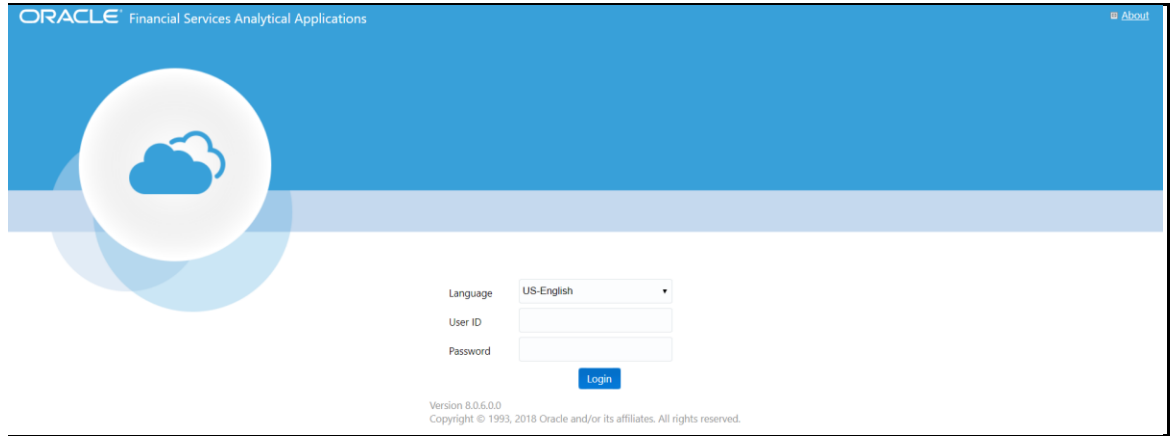 ORACLE® Financial Services Analytical Applications
About
Language US-English
User ID
Password
Login
Version 8.0.6.0.0
Copyright © 1993, 2018 Oracle and/or its affiliates. All rights reserved.